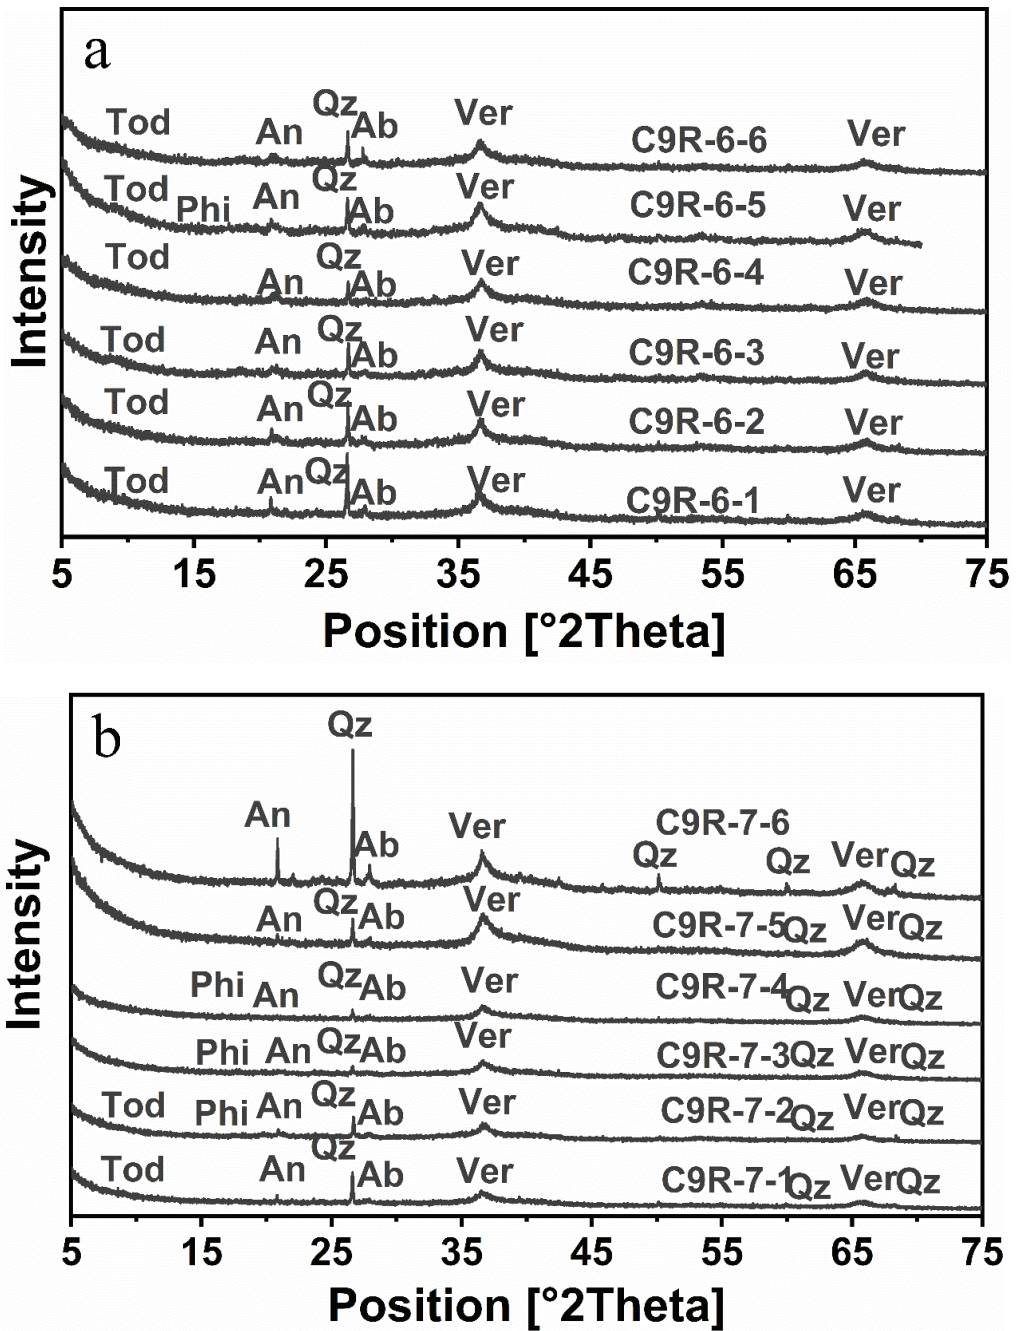 a
Qz
Tod An Ab Ver C9R-6-6 Ver
Qz
Tod Phi An Ab Ver C9R-6-5 Ver
Qz
Tod An Ab Ver C9R-6-4 Ver
Qz
Tod An Ab Ver C9R-6-3 Ver
Tod An Qz Ab Ver C9R-6-2 Ver
Tod An Qz Ab Ver C9R-6-1 Ver
Intensity
5 15 25 35 45 55 65 75
Position [°2Theta]
b
Qz
An Ab Ver C9R-7-6
Qz Qz Ver Qz
An Qz Ab Ver C9R-7-5 Qz Ver Qz
Phi An Qz Ab Ver C9R-7-4 Qz Ver Qz
Phi An Qz Ab Ver C9R-7-3 Qz Ver Qz
Tod Phi An Qz Ab Ver C9R-7-2 Qz Ver Qz
Tod An Qz Ab Ver C9R-7-1 Qz Ver Qz
Intensity
5 15 25 35 45 55 65 75
Position [°2Theta]